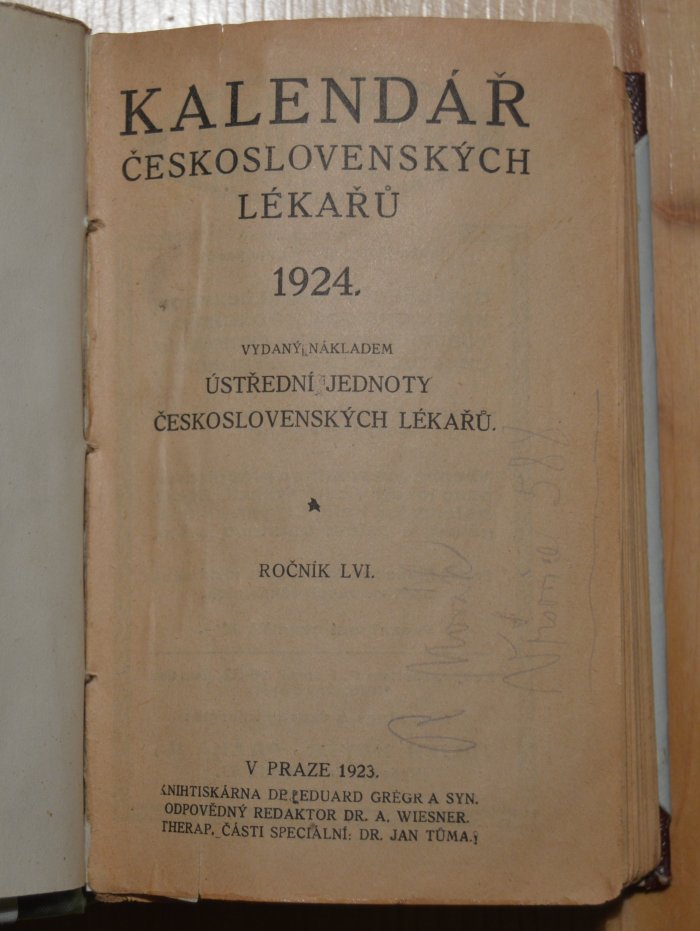 KALENDÁŘ
ČESKOSLOVENSKÝCH
LÉKAŘŮ
1924.
VYDANÝ NÁKLADEM
ÚSTŘEDNÍ JEDNOTY
ČESKOSLOVENSKÝCH LÉKAŘŮ.
ROČNÍK LVI.
V PRAZE 1923.
KNIHTISKÁRNA DR. EDUARD GRÉGR A SYN.
ODPOVĚDNÝ REDAKTOR DR. A. WIESNER.
THERAP. ČÁSTI SPECIÁLNÍ: DR. JAN TŮMA.
584